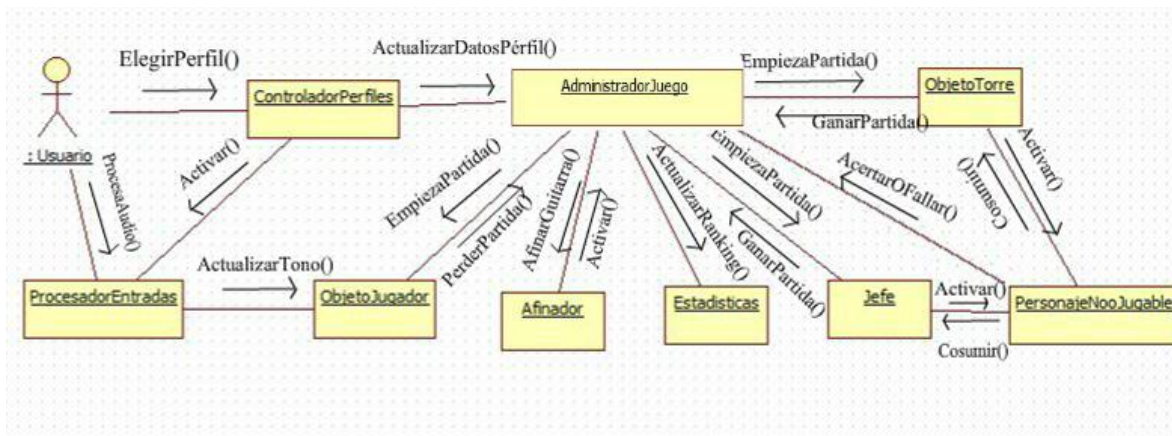 ElegirPerfil()
ActualizarDatosPérfil()
EmpiezaPartida()
ControladorPerfiles
AdministradorJuego
ObjetoTorre
GanarPartida()
: Usuario
ProcesaAudio()
Activar()
EmpiezaPartida()
PerderPartida()
AfinarGuitarra()
Activar()
ActualizarRanking()
EmpiezaPartida()
GanarPartida()
AcertarOFallar()
Cosumir()
Activar()
ActualizarTono()
ProcesadorEntradas
ObjetoJugador
Afinador
Estadisticas
Jefe
Activar()
PersonajeNooJugable
Cosumir()